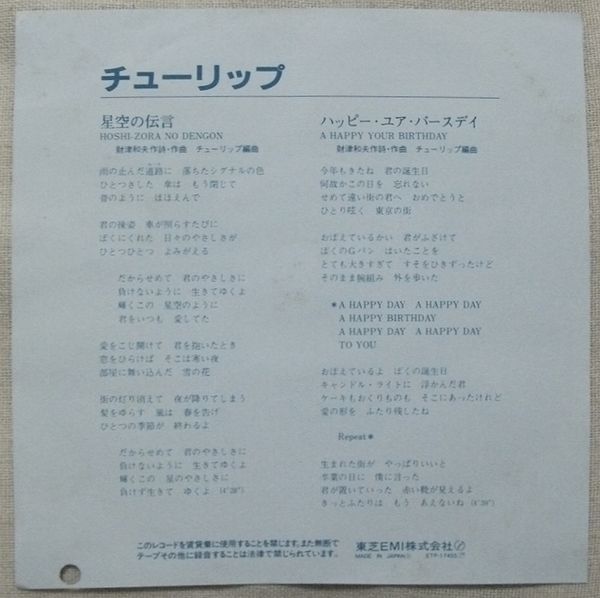 チューリップ
星空の伝言
HOSHI-ZORA NO DENGON
財津和夫作詩・作曲 チューリップ編曲
雨の止んだ道路に 落ちたシグナルの色
ひとつさした 傘は もう閉じて
昔のように ほほえんで
君の後姿 車が照らすたびに
ぼくにくれた 日々のやさしさが
ひとつひとつ よみがえる
だからせめて 君のやさしさに
負けないように 生きてゆくよ
輝くこの 星空のように
君をいつも 愛してた
愛をこじ開けて 君を抱いたとき
窓をひらけば そこは寒い夜
部屋に舞い込んだ 雪の花
街の灯り消えて 夜が降りてしまう
髪をゆらす 風は 春を告げ
ひとつの季節が 終わるよ
だからせめて 君のやさしさに
負けないように 生きてゆくよ
輝くこの 星のやさしさに
負けず生きて ゆくよ (4'20")
ハッピー・ユア・バースデイ
A HAPPY YOUR BIRTHDAY
財津和夫作詩・作曲 チューリップ編曲
今年もきたね 君の誕生日
何故かこの日を 忘れない
せめて遠い街の君へ おめでとうと
ひとり呟く 東京の街
おぼえているかい 君がふざけて
ぼくのGパン はいたことを
とても大きすぎて すそをひきずったけど
そのまま腕組み 外を歩いた
*A HAPPY DAY A HAPPY DAY
A HAPPY BIRTHDAY
A HAPPY DAY A HAPPY DAY
TO YOU
おぼえているよ ぼくの誕生日
キャンドル・ライトに 浮かんだ君
ケーキもおくりものも そこにあったけれど
愛の形を ふたり残したね
Repeat*
生まれた街が やっぱりいいと
卒業の日に 僕に言った
君が置いていった 赤い靴が見えるよ
きっとふたりは もう あえないね
このレコードを賃貸業に使用することを禁じます。また無断で
テープその他に録音することは法律で禁じられています。
東芝EMI株式会社
MADE IN JAPAN